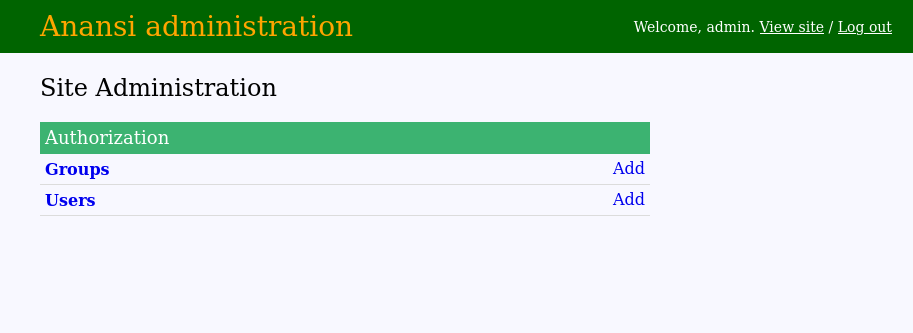 Anansi administration
Welcome, admin. View site / Log out
Site Administration
Authorization
Groups Add
Users Add